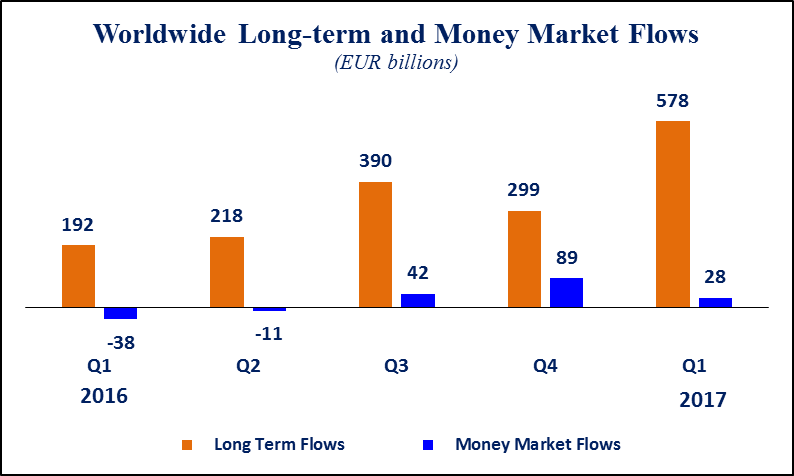 Worldwide Long-term and Money Market Flows
(EUR billions)
578
390
299
218
192
89
42
28
-38
-11
Q1 Q2 Q3 Q4 Q1
2016 2017
Long Term Flows Money Market Flows